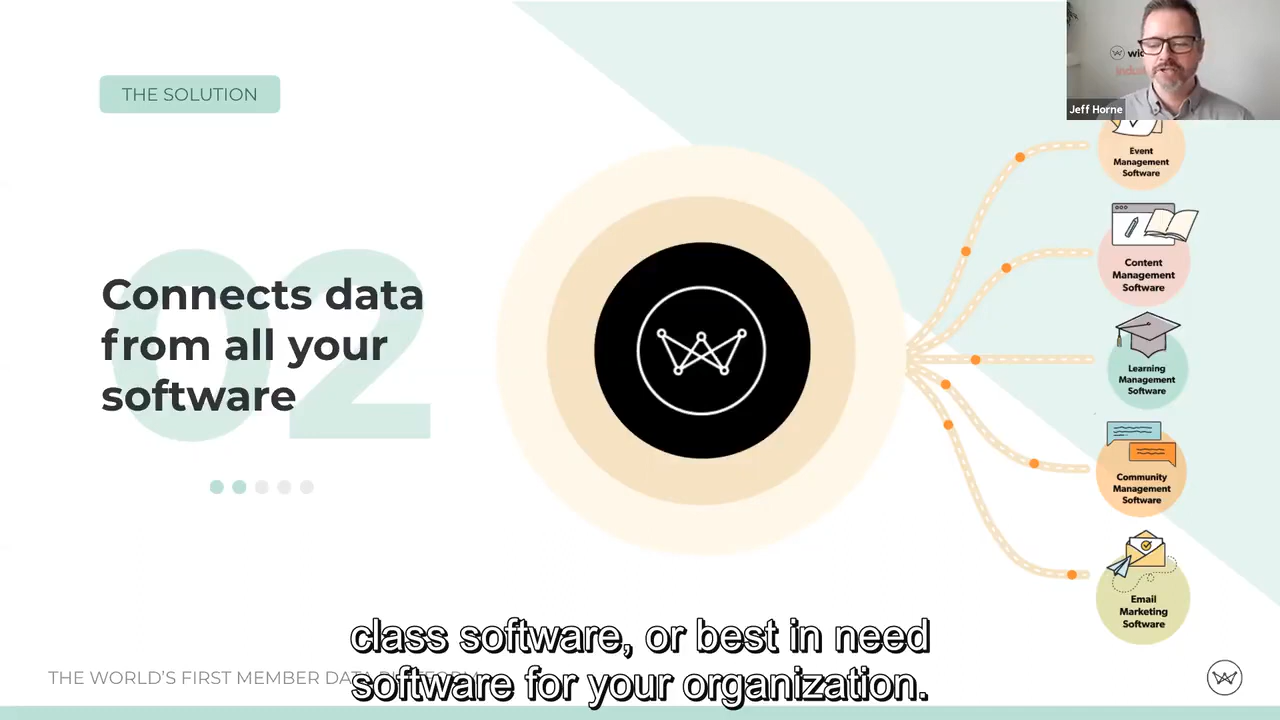 THE SOLUTION
Jeff Horne
02
Connects data
from all your
software
Event
Management
Software
Content
Management
Software
Learning
Management
Software
Community
Management
Software
Email
Marketing
Software
class software, or best in need
software for your organization.
THE WORLD'S FIRST MEMBER DATA